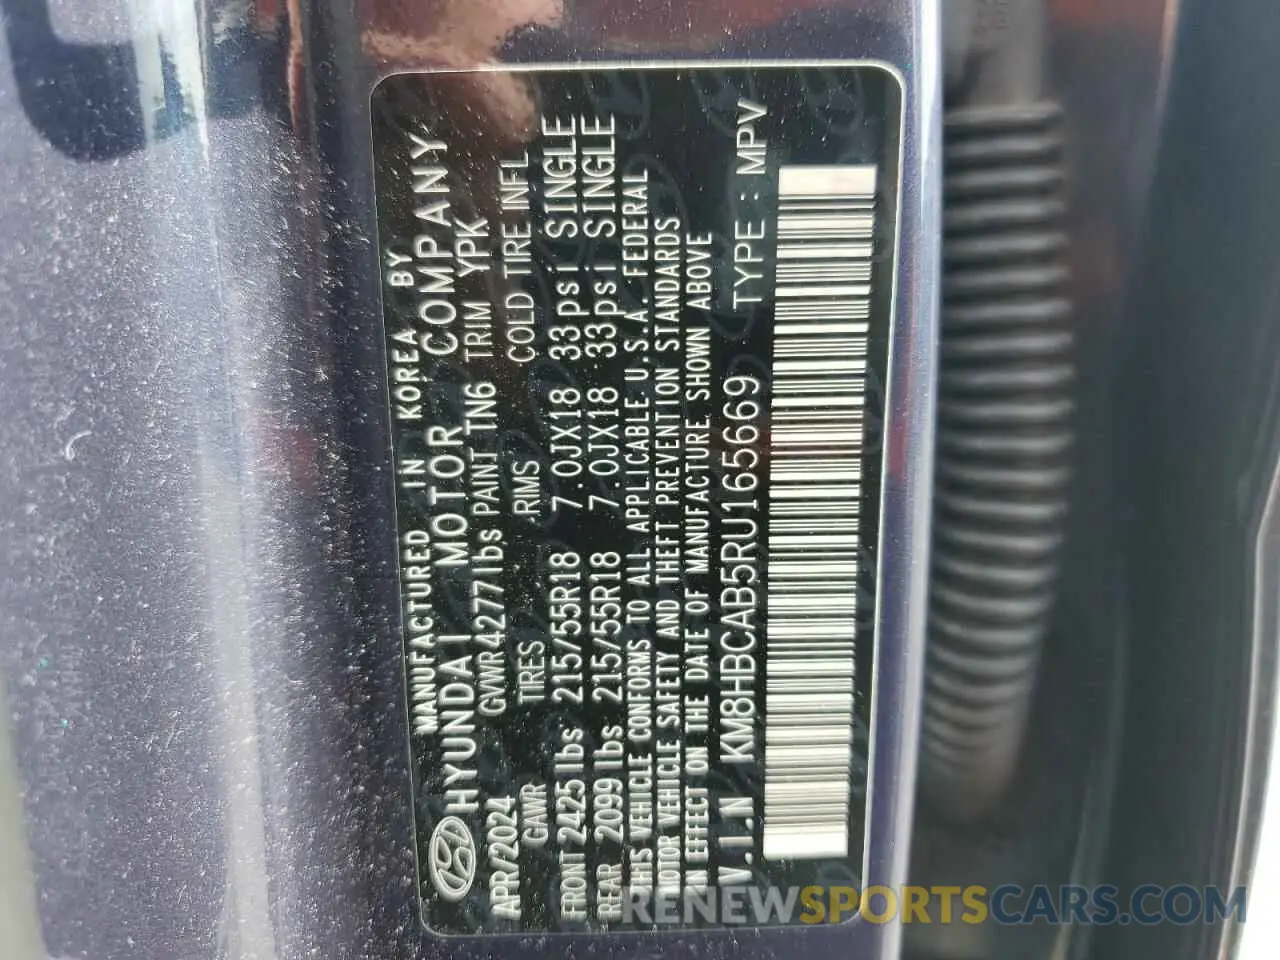 MANUFACTURED IN KOREA BY
HYUNDAI MOTOR COMPANY
APR/2024 GVWR 4277lbs PAINT TN6 TRIM YPK
GAWR TIRES RIMS COLD TIRE INFL
FRONT 2425lbs 215/55R18 7.0JX18 33psi SINGLE
REAR 2099lbs 215/55R18 7.0JX18 33psi SINGLE
THIS VEHICLE CONFORMS TO ALL APPLICABLE U.S.A. FEDERAL
MOTOR VEHICLE SAFETY AND THEFT PREVENTION STANDARDS
IN EFFECT ON THE DATE OF MANUFACTURE SHOWN ABOVE
V.I.N KM8HBCAB5RU165669 TYPE : MPV
RENEWSPORTSCARS.COM